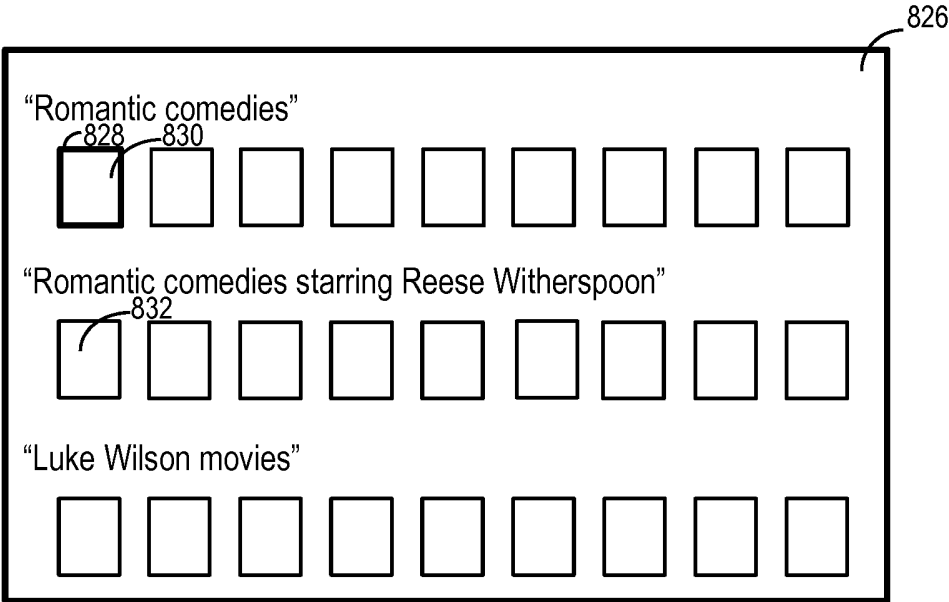 826
“Romantic comedies”
828 830
“Romantic comedies starring Reese Witherspoon”
832
“Luke Wilson movies”